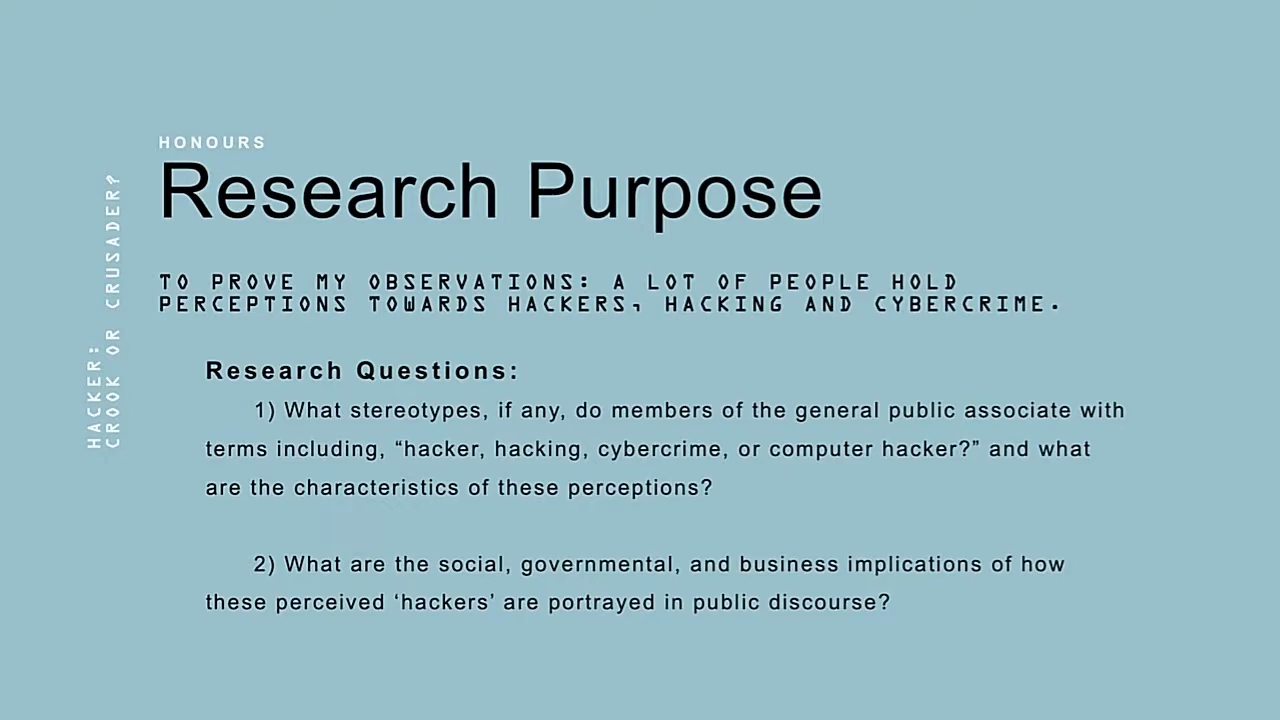 HONOURS
Research Purpose
HACKER:
CROOK OR CRUSADER?
TO PROVE MY OBSERVATIONS: A LOT OF PEOPLE HOLD
PERCEPTIONS TOWARDS HACKERS, HACKING AND CYBERCRIME.
Research Questions:
1) What stereotypes, if any, do members of the general public associate with
terms including, “hacker, hacking, cybercrime, or computer hacker?” and what
are the characteristics of these perceptions?
2) What are the social, governmental, and business implications of how
these perceived ‘hackers’ are portrayed in public discourse?